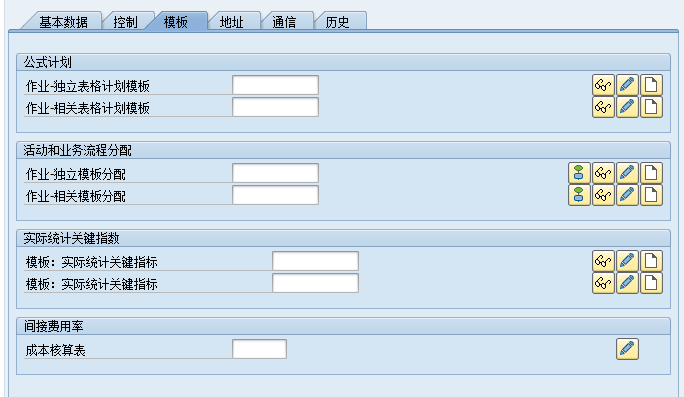 基本数据 控制 模板 地址 通信 历史
公式计划
作业-独立表格计划模板
作业-相关表格计划模板
活动和业务流程分配
作业-独立模板分配
作业-相关模板分配
实际统计关键指数
模板: 实际统计关键指标
模板: 实际统计关键指标
间接费用率
成本核算表